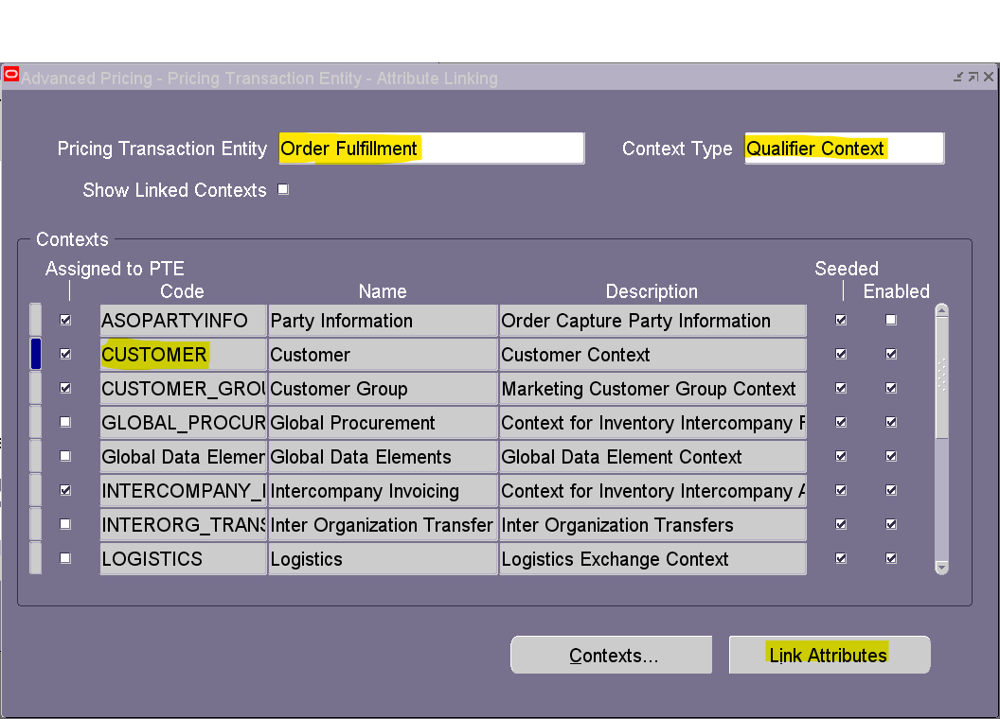 Advanced Pricing - Pricing Transaction Entity - Attribute Linking
Pricing Transaction Entity Order Fulfillment Context Type Qualifier Context
Show Linked Contexts
Contexts
Assigned to PTE Seeded
Code Name Description Enabled
ASOPARTYINFO Party Information Order Capture Party Information
CUSTOMER Customer Customer Context
CUSTOMER_GROU Customer Group Marketing Customer Group Context
GLOBAL_PROCUR Global Procurement Context for Inventory Intercompany F
Global Data Elemen Global Data Elements Global Data Element Context
INTERCOMPANY_I Intercompany Invoicing Context for Inventory Intercompany A
INTERORG_TRANS Inter Organization Transfer Inter Organization Transfers
LOGISTICS Logistics Logistics Exchange Context
Contexts... Link Attributes